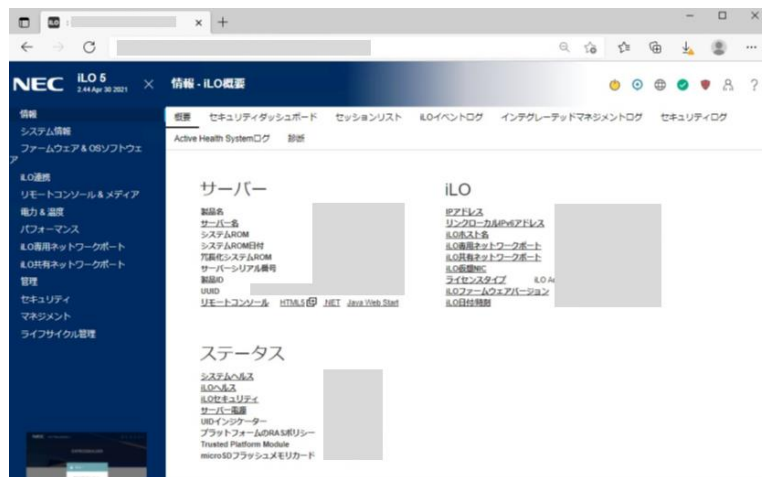 NEC iLO 5
2.44 Apr 30 2021
情報 - iLO概要
情報
システム情報
ファームウェア & OSソフトウェ
ア
iLO連携
リモートコンソール & メディア
電力 & 温度
パフォーマンス
iLO専用ネットワークポート
iLO共有ネットワークポート
管理
セキュリティ
マネジメント
ライフサイクル管理
概要 セキュリティダッシュボード セッションリスト iLOイベントログ インテグレーテッドマネジメントログ セキュリティログ
Active Health Systemログ 診断
サーバー
製品名
サーバー名
システムROM
システムROM日付
冗長化システムROM
サーバーシリアル番号
製品ID
UUID
リモートコンソール HTML5 .NET Java Web Start
iLO
IPアドレス
リンクローカルIPv6アドレス
iLOホスト名
iLO専用ネットワークポート
iLO共有ネットワークポート
iLO仮想NIC
ライセンスタイプ iLO
iLOファームウェアバージョン
iLO日付/時刻
ステータス
システムヘルス
iLOヘルス
iLOセキュリティ
サーバー電源
UIDインジケーター
プラットフォームのRASポリシー
Trusted Platform Module
microSDフラッシュメモリカード